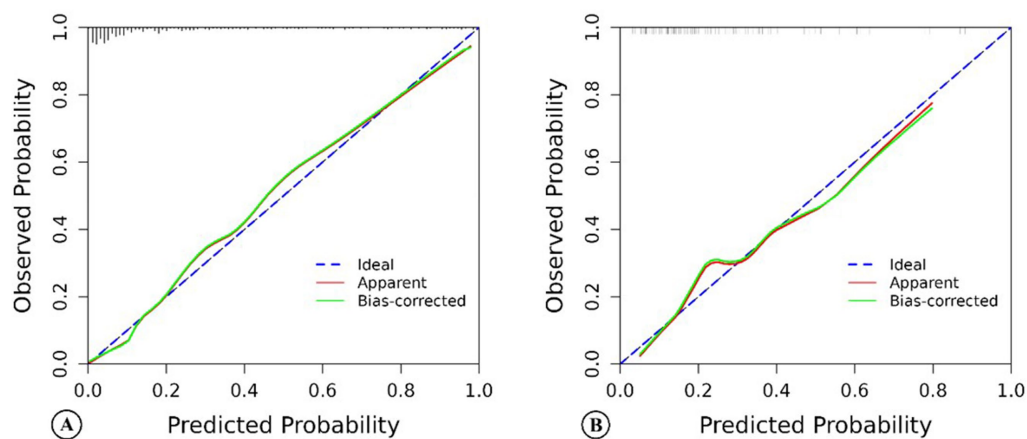 Observed Probability
1.0
0.8
0.6
0.4
0.2
0.0
Ideal
Apparent
Bias-corrected
0.0 0.2 0.4 0.6 0.8 1.0
Predicted Probability
A
Observed Probability
1.0
0.8
0.6
0.4
0.2
0.0
Ideal
Apparent
Bias-corrected
0.0 0.2 0.4 0.6 0.8 1.0
Predicted Probability
B